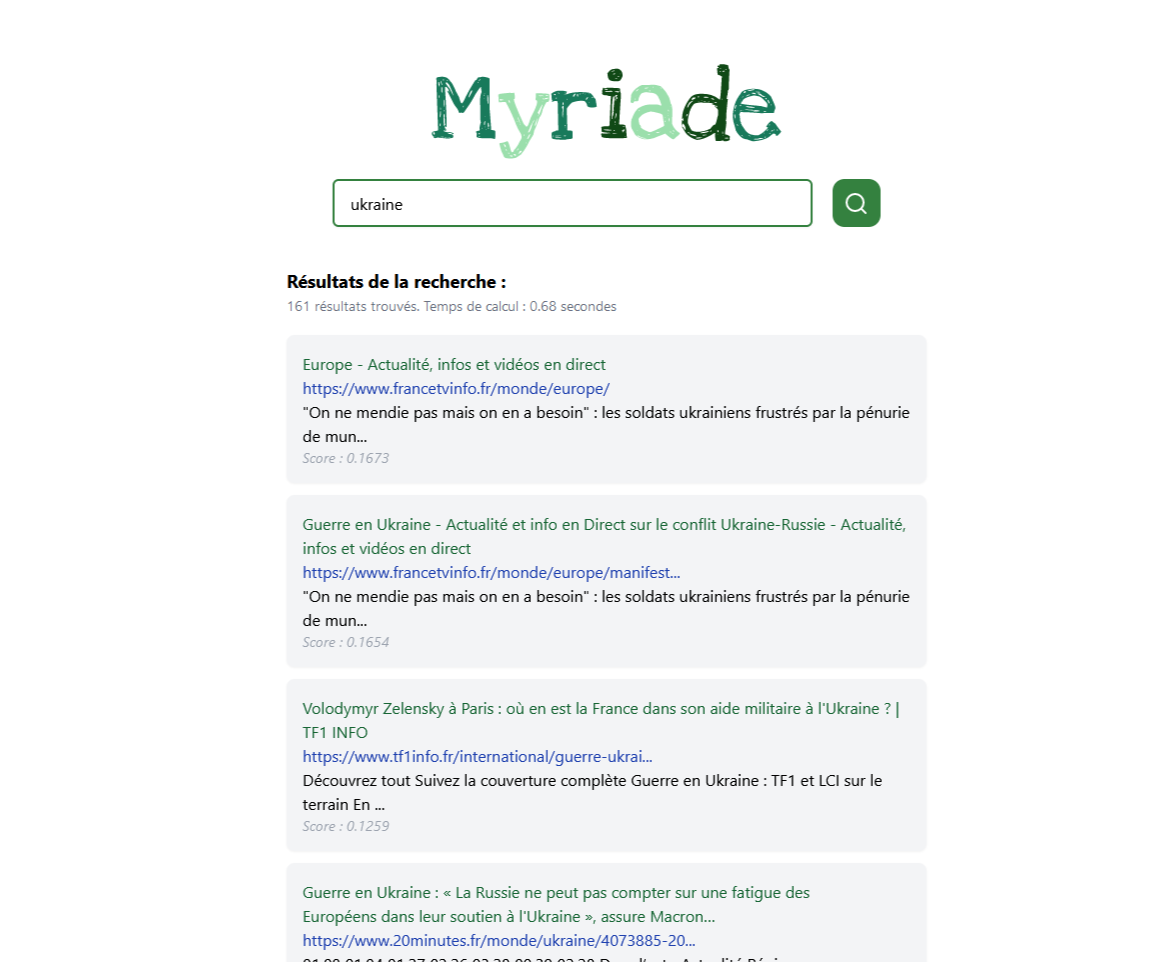 Myriade
ukraine
Résultats de la recherche :
161 résultats trouvés. Temps de calcul : 0.68 secondes
Europe - Actualité, infos et vidéos en direct
https://www.francetvinfo.fr/monde/europe/
"On ne mendie pas mais on en a besoin" : les soldats ukrainiens frustrés par la pénurie
de mun...
Score : 0.1673
Guerre en Ukraine - Actualité et info en Direct sur le conflit Ukraine-Russie - Actualité,
infos et vidéos en direct
https://www.francetvinfo.fr/monde/europe/manifest...
"On ne mendie pas mais on en a besoin" : les soldats ukrainiens frustrés par la pénurie
de mun...
Score : 0.1654
Volodymyr Zelensky à Paris : où en est la France dans son aide militaire à l'Ukraine ? |
TF1 INFO
https://www.tf1info.fr/international/guerre-ukrai...
Découvrez tout Suivez la couverture complète Guerre en Ukraine : TF1 et LCI sur le
terrain En ...
Score : 0.1259
Guerre en Ukraine : « La Russie ne peut pas compter sur une fatigue des
Européens dans leur soutien à l'Ukraine », assure Macron...
https://www.20minutes.fr/monde/ukraine/4073885-20...